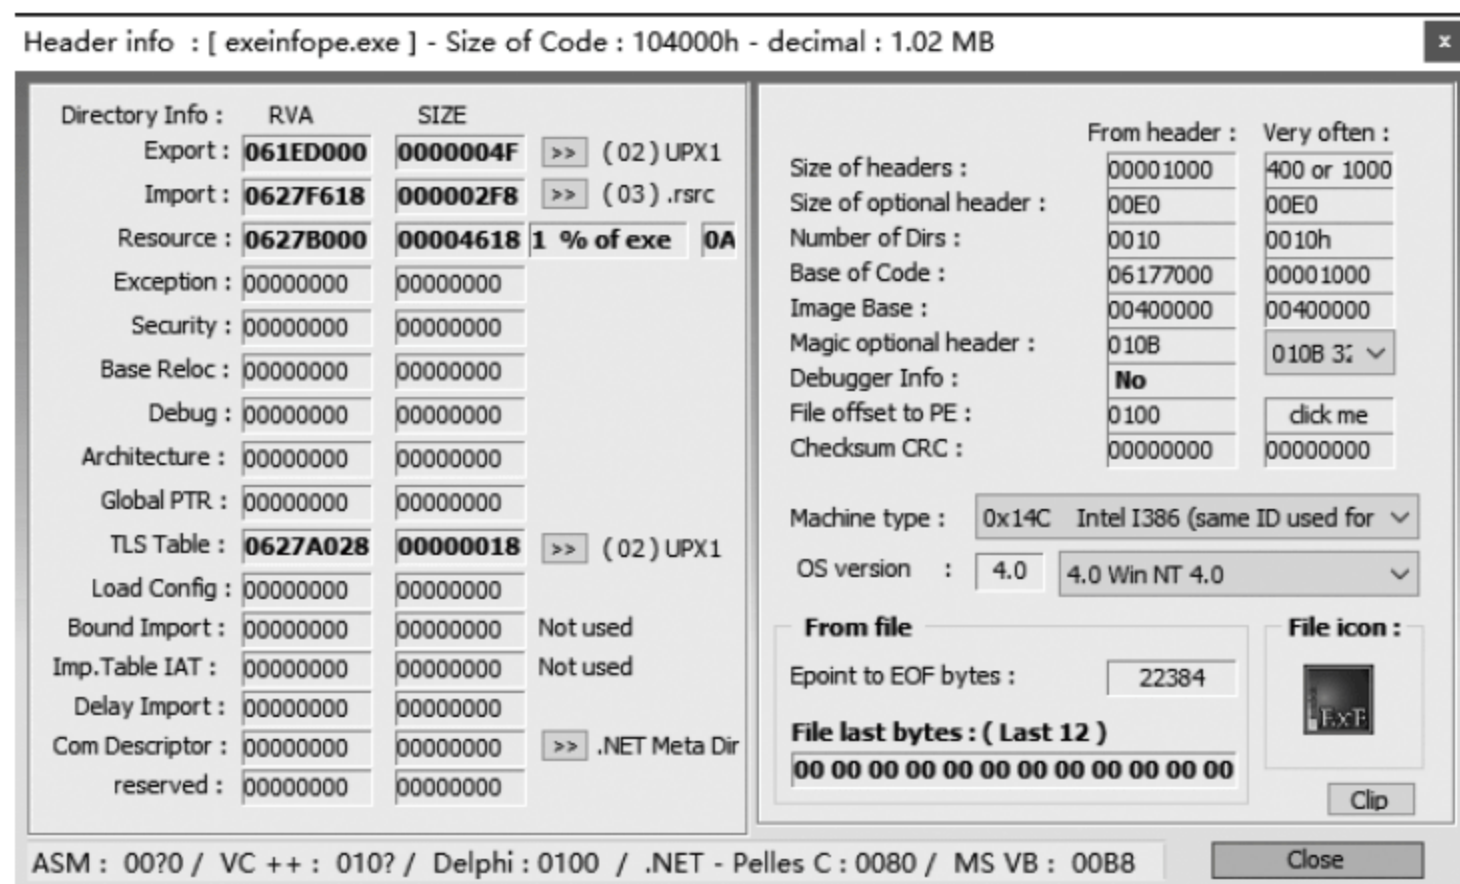 Header info : [ exeinfope.exe ] - Size of Code : 104000h - decimal : 1.02 MB
x
Directory Info : RVA SIZE
Export : 061ED000 0000004F >> ( 02 ) UPX1
Import : 0627F618 000002F8 >> ( 03 ) .rsrc
Resource : 0627B000 00004618 1 % of exe 0A
Exception : 00000000 00000000
Security : 00000000 00000000
Base Reloc : 00000000 00000000
Debug : 00000000 00000000
Architecture : 00000000 00000000
Global PTR : 00000000 00000000
TLS Table : 0627A028 00000018 >> ( 02 ) UPX1
Load Config : 00000000 00000000
Bound Import : 00000000 00000000 Not used
Imp.Table IAT : 00000000 00000000 Not used
Delay Import : 00000000 00000000
Com Descriptor : 00000000 00000000 >> .NET Meta Dir
reserved : 00000000 00000000
From header : Very often :
Size of headers : 00001000 400 or 1000
Size of optional header : 00E0 00E0
Number of Dirs : 0010 0010h
Base of Code : 06177000 00001000
Image Base : 00400000 00400000
Magic optional header : 010B 010B 32
Debugger Info : No
File offset to PE : 0100 click me
Checksum CRC : 00000000 00000000
Machine type : 0x14C Intel I386 (same ID used for
OS version : 4.0 4.0 Win NT 4.0
From file
Epoint to EOF bytes : 22384
File last bytes : ( Last 12 )
00 00 00 00 00 00 00 00 00 00 00 00
File icon :
ExE
Clip
ASM : 00?0 / VC ++ : 010? / Delphi : 0100 / .NET - Pelles C : 0080 / MS VB : 00B8
Close